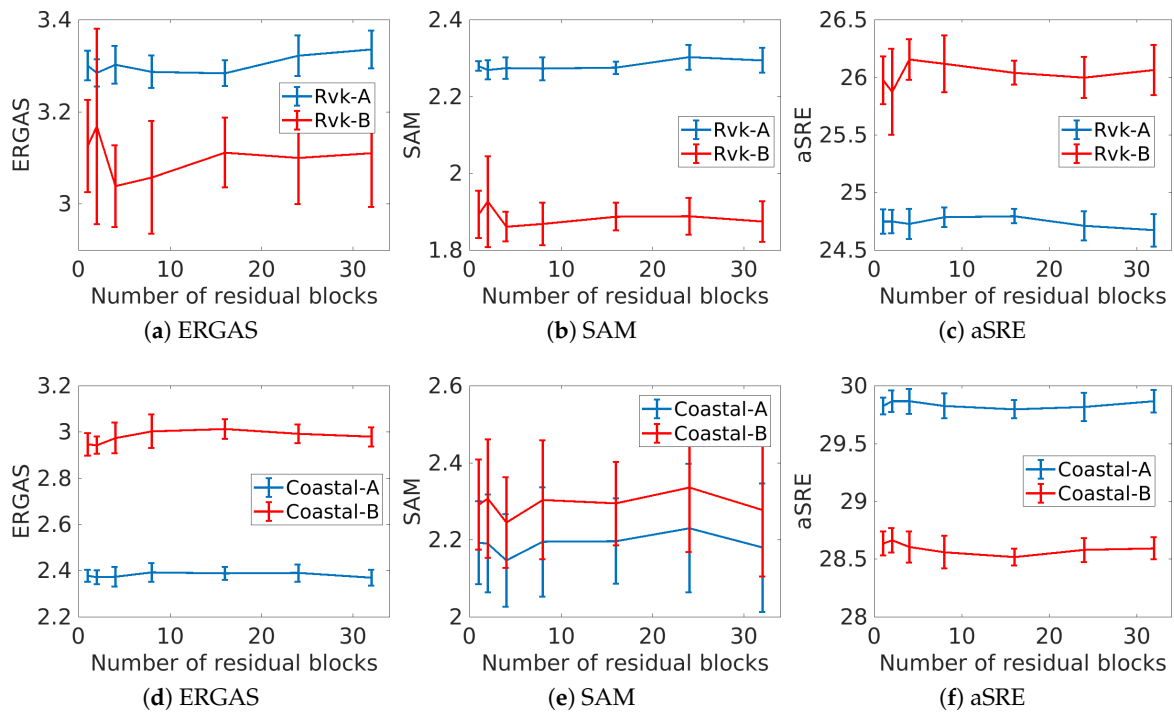 3.4
3.2
3
ERGAS
Rvk-A
Rvk-B
0 10 20 30
Number of residual blocks
(a) ERGAS
2.4
2.2
2
1.8
SAM
Rvk-A
Rvk-B
0 10 20 30
Number of residual blocks
(b) SAM
26.5
26
25.5
25
24.5
aSRE
Rvk-A
Rvk-B
0 10 20 30
Number of residual blocks
(c) aSRE
3.2
3
2.8
2.6
2.4
2.2
ERGAS
Coastal-A
Coastal-B
0 10 20 30
Number of residual blocks
(d) ERGAS
2.6
2.4
2.2
2
SAM
Coastal-A
Coastal-B
0 10 20 30
Number of residual blocks
(e) SAM
30
29.5
29
28.5
28
aSRE
Coastal-A
Coastal-B
0 10 20 30
Number of residual blocks
(f) aSRE